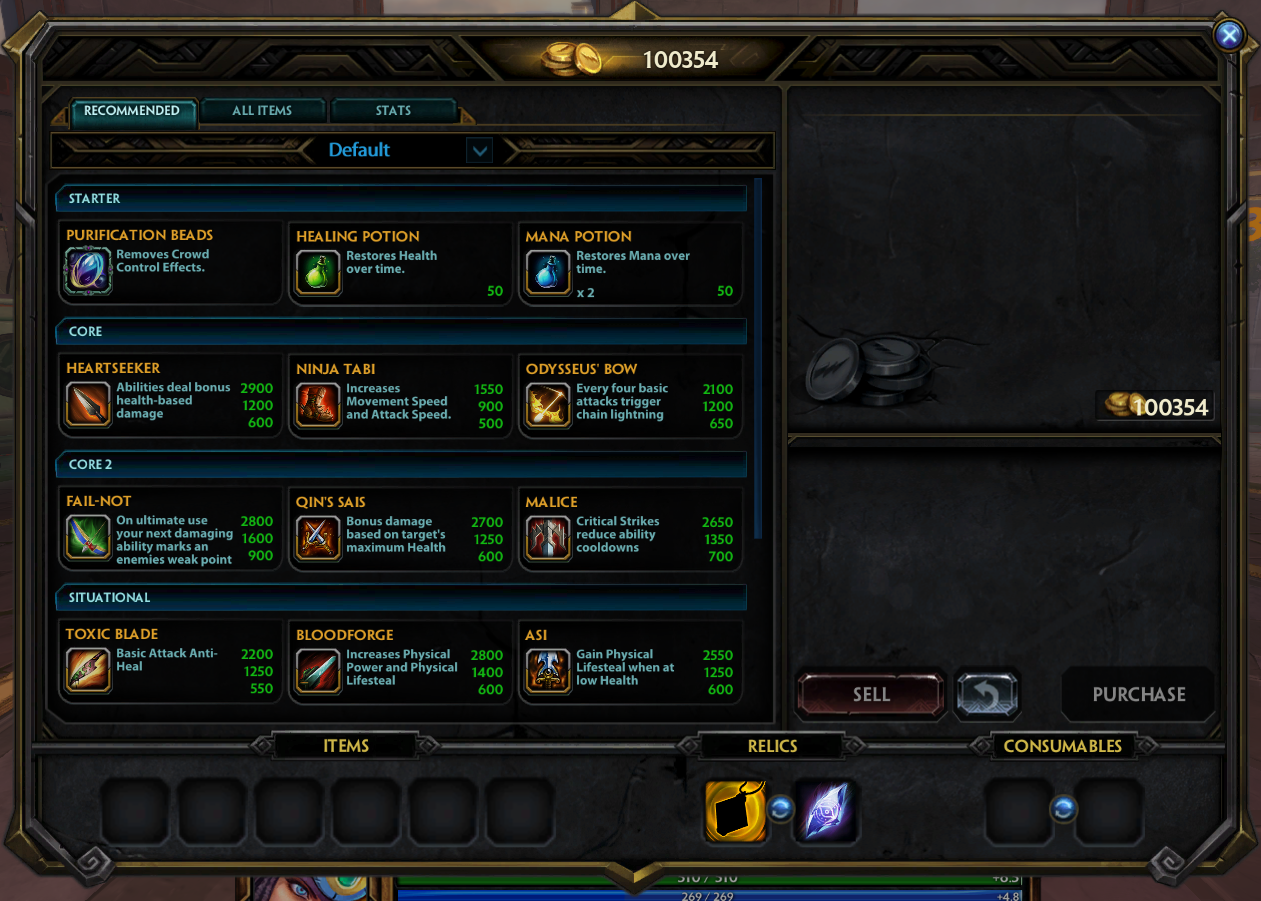 100354
RECOMMENDED
ALL ITEMS
STATS
Default
STARTER
PURIFICATION BEADS
Removes Crowd
Control Effects.
HEALING POTION
Restores Health
over time.
50
MANA POTION
Restores Mana over
time.
x 2
50
CORE
HEARTSEEKER
Abilities deal bonus
health-based
damage
2900
1200
600
NINJA TABI
Increases
Movement Speed
and Attack Speed.
1550
900
500
ODYSSEUS' BOW
Every four basic
attacks trigger
chain lightning
2100
1200
650
CORE 2
FAIL-NOT
On ultimate use
your next damaging
ability marks an
enemies weak point
2800
1600
900
QIN'S SAIS
Bonus damage
based on target's
maximum Health
2700
1250
600
MALICE
Critical Strikes
reduce ability
cooldowns
2650
1350
700
SITUATIONAL
TOXIC BLADE
Basic Attack Anti-
Heal
2200
1250
550
BLOODFORGE
Increases Physical
Power and Physical
Lifesteal
2800
1400
600
ASI
Gain Physical
Lifesteal when at
low Health
2550
1250
600
100354
SELL
PURCHASE
ITEMS
RELICS
CONSUMABLES
269 / 269
+4.8